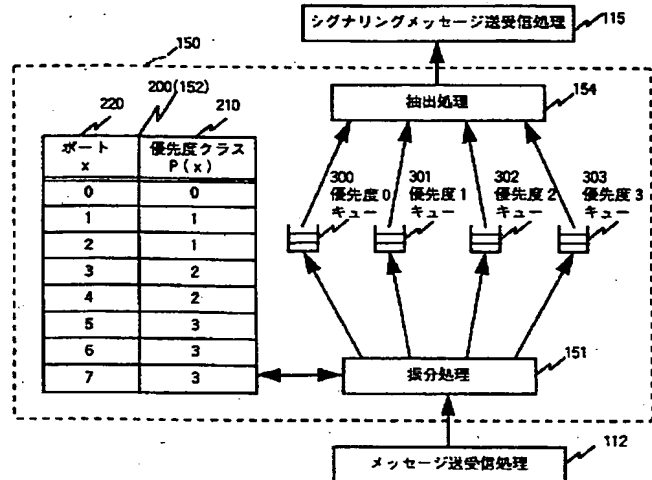 シグナリングメッセージ送受信処理
115
150
220
200(152)
210
抽出処理
154
ポート
x
優先度クラス
P(x)
0 0
1 1
2 1
3 2
4 2
5 3
6 3
7 3
300
優先度0
キュー
301
優先度1
キュー
302
優先度2
キュー
303
優先度3
キュー
振分処理
151
メッセージ送受信処理
112